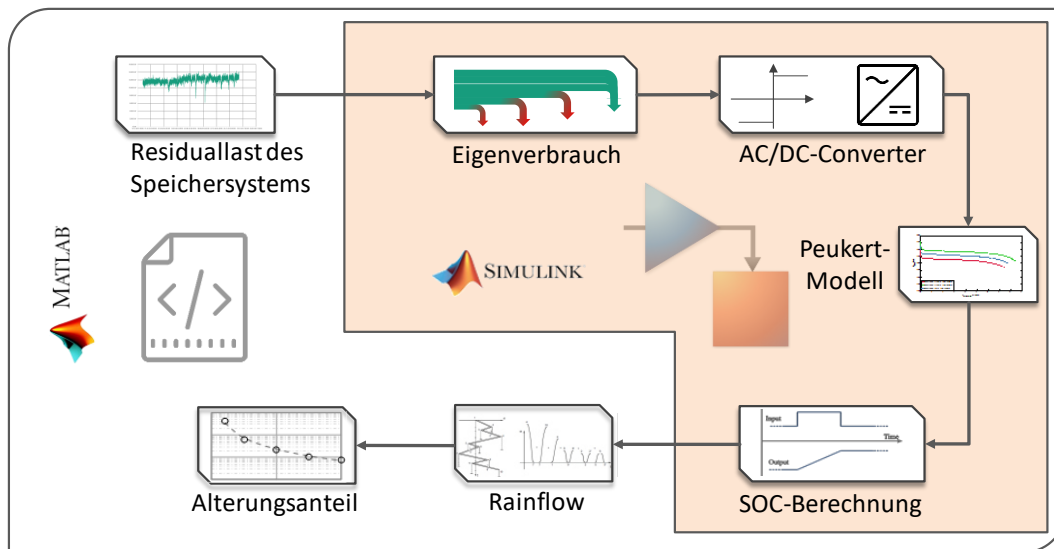 Residuallast des
Speichersystems
Eigenverbrauch
AC/DC-Converter
MATLAB
SIMULINK
Peukert-
Modell
Input
Time
Output
Alterungsanteil
Rainflow
SOC-Berechnung